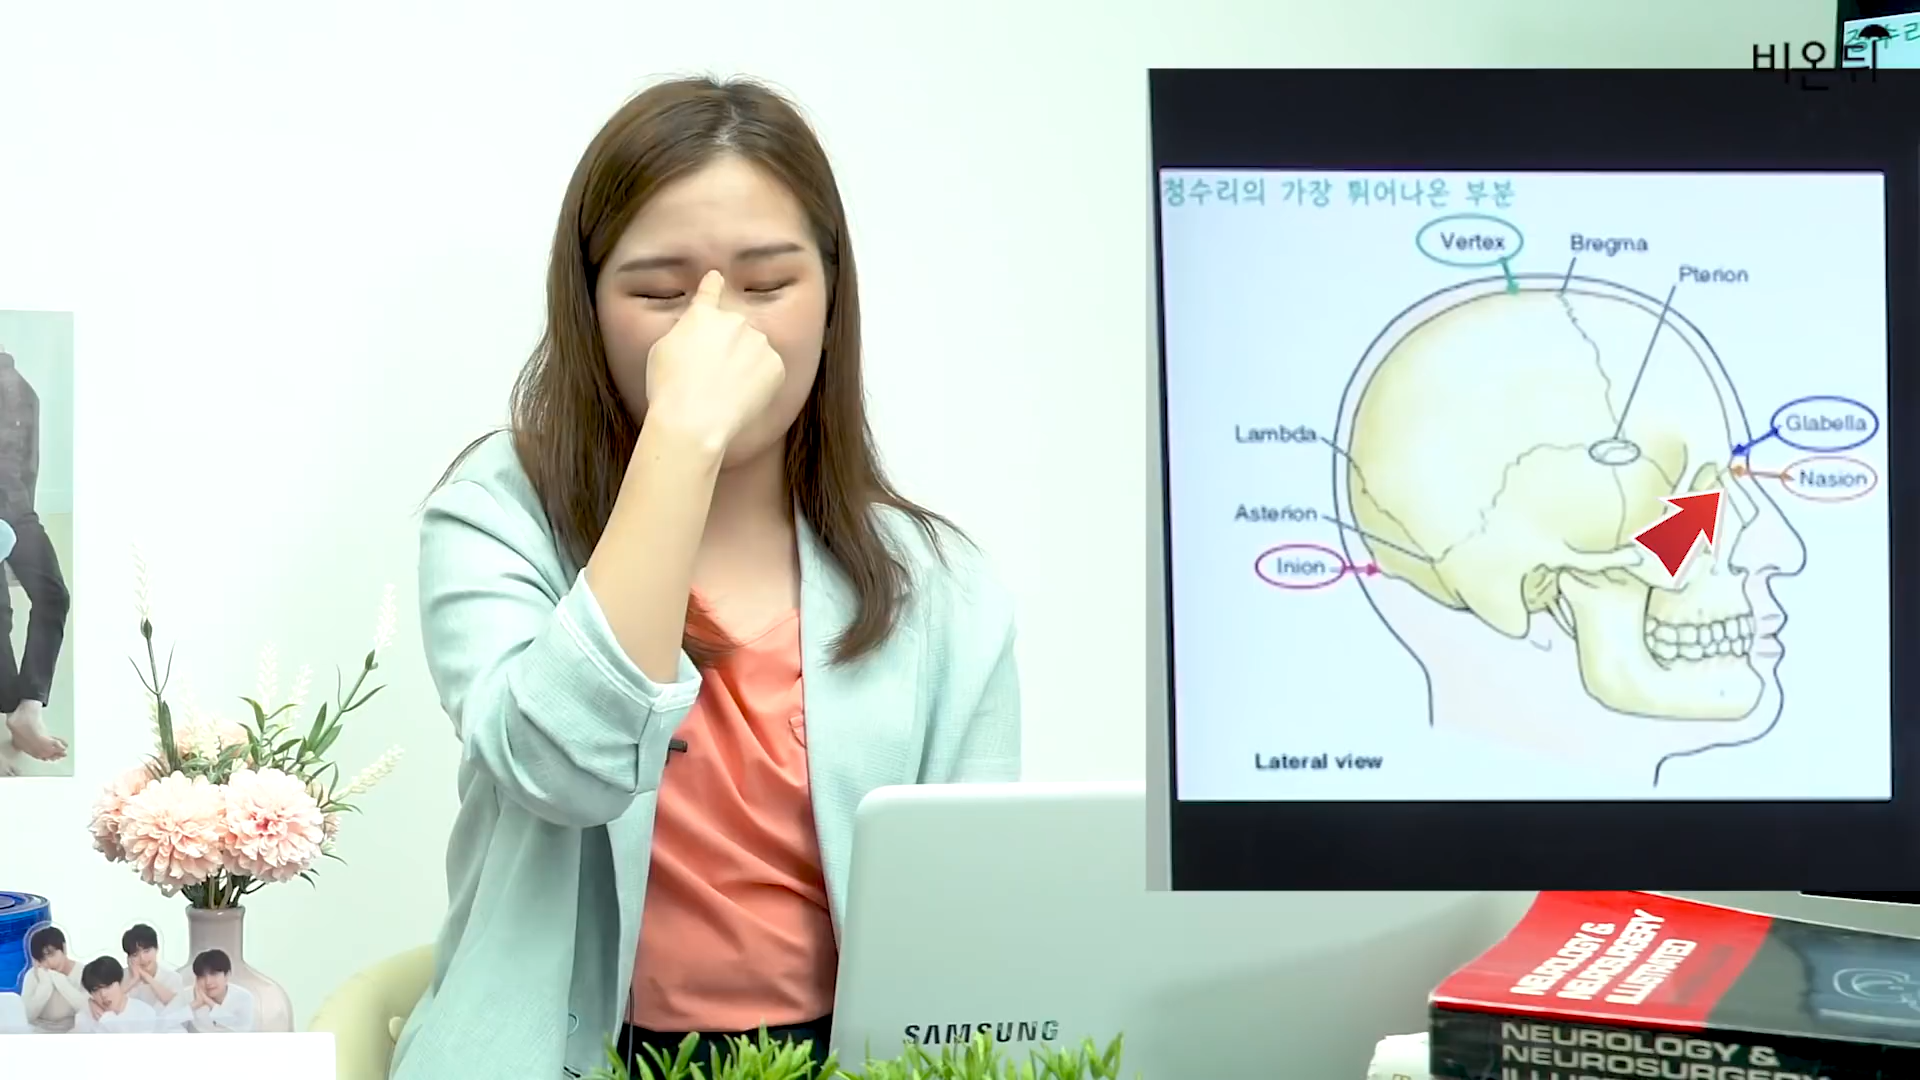 비온뒤
정수리의 가장 튀어나온 부분
Vertex
Bregma
Pterion
Glabella
Lambda
Nasion
Asterion
Inion
Lateral view
SAMSUNG
NEUROLOGY &
NEUROSURGERY
ILLUSTRATED
NEUROLOGY &
NEUROSURGERY